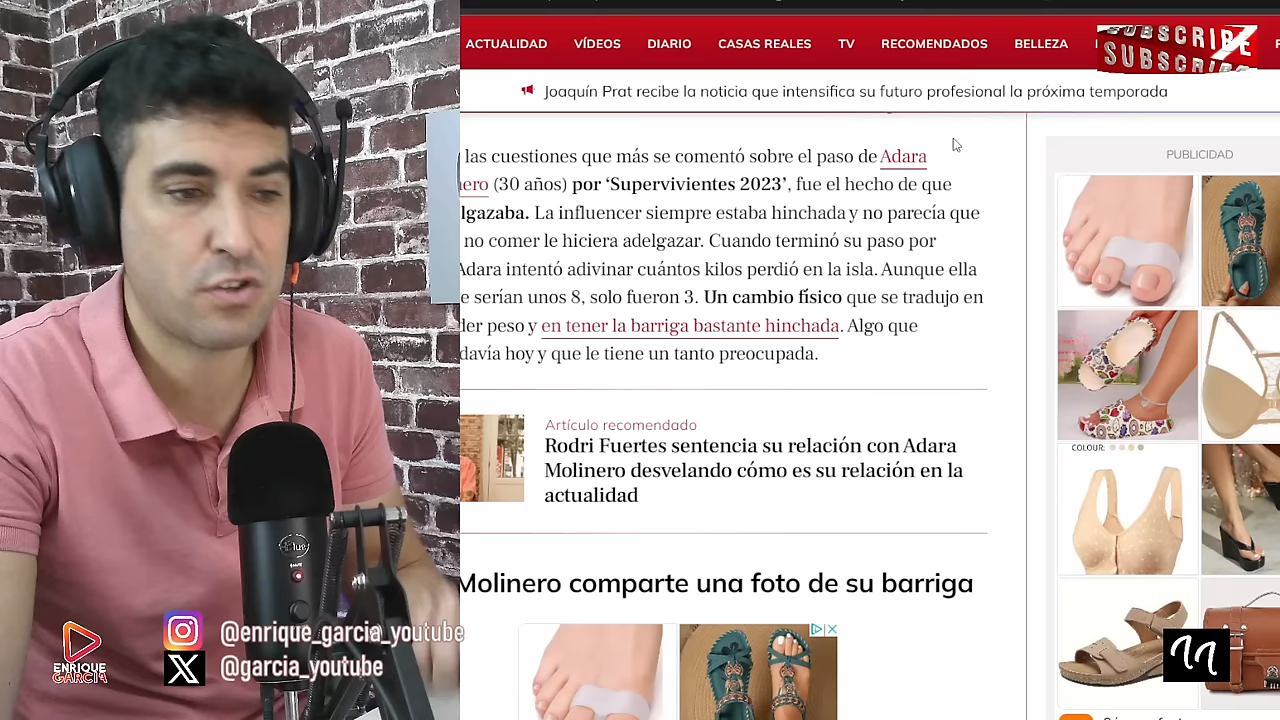 ACTUALIDAD VÍDEOS DIARIO CASAS REALES TV RECOMENDADOS BELLEZA
SUBSCRIBE
SUBSCRIBE
Joaquín Prat recibe la noticia que intensifica su futuro profesional la próxima temporada
PUBLICIDAD
las cuestiones que más se comentó sobre el paso de Adara
(30 años) por ‘Supervivientes 2023’, fue el hecho de que
lgazaba. La influencer siempre estaba hinchada y no parecía que
no comer le hiciera adelgazar. Cuando terminó su paso por
Adara intentó adivinar cuántos kilos perdió en la isla. Aunque ella
e serían unos 8, solo fueron 3. Un cambio físico que se tradujo en
der peso y en tener la barriga bastante hinchada. Algo que
davía hoy y que le tiene un tanto preocupada.
Artículo recomendado
Rodri Fuertes sentencia su relación con Adara
Molinero desvelando cómo es su relación en la
actualidad
Molinero comparte una foto de su barriga
COLOUR:
Blue
ENRIQUE
GARCIA
@enrique_garcia_youtube
@garcia_youtube